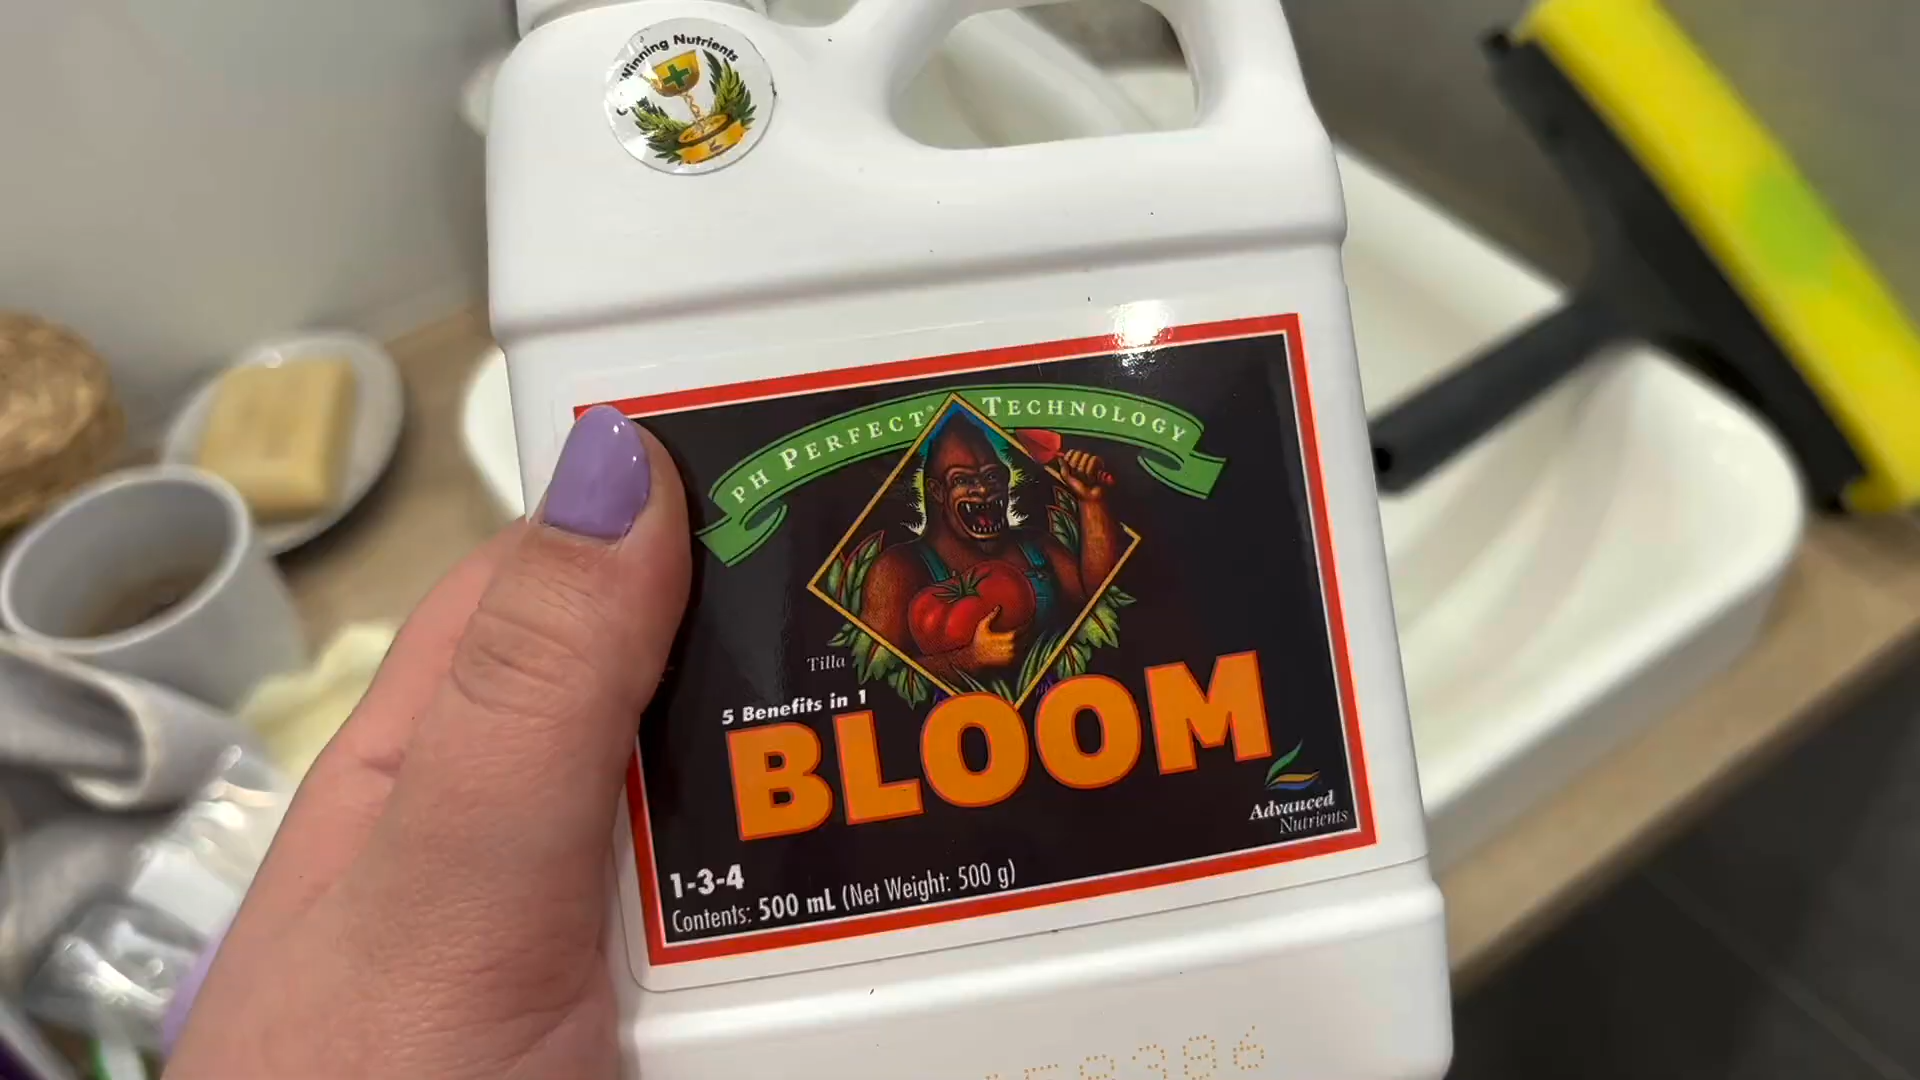 Winning Nutrients
PH PERFECT® TECHNOLOGY
Tilla
5 Benefits in 1
BLOOM
Advanced
Nutrients
1-3-4
Contents: 500 mL (Net Weight: 500 g)